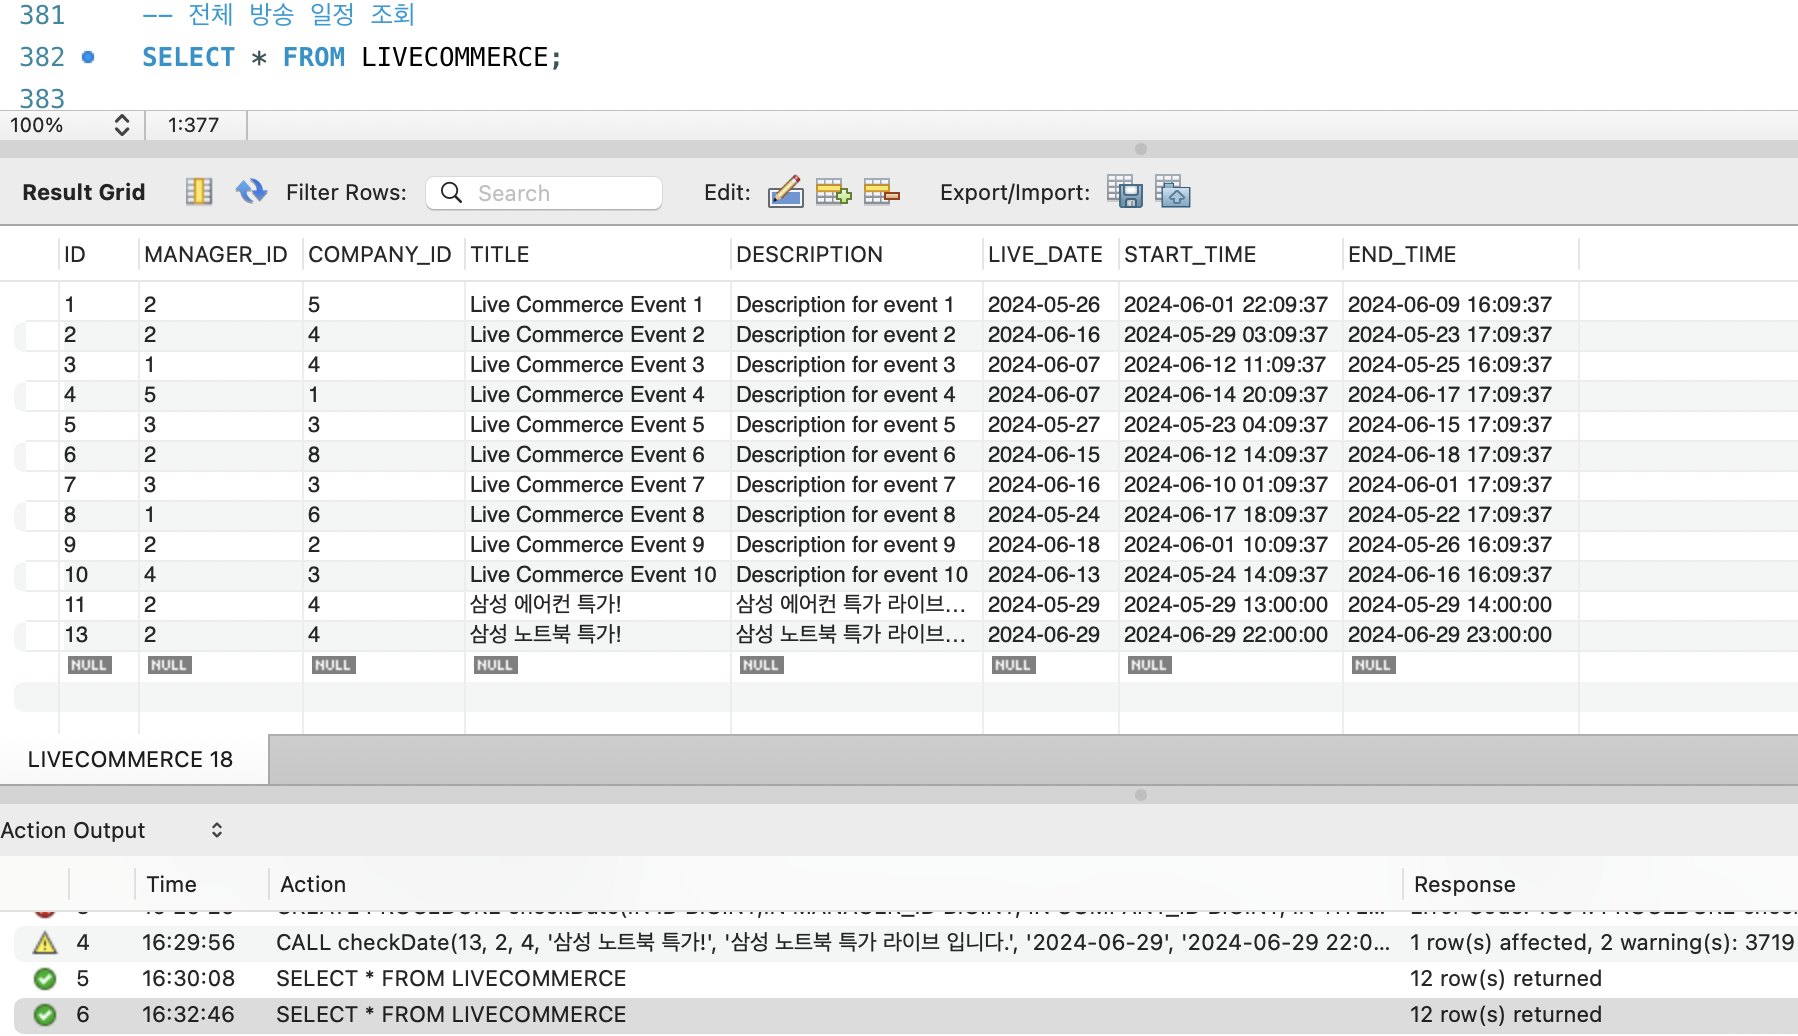 381 -- 전체 방송 일정 조회
382 SELECT * FROM LIVECOMMERCE;
383
100% 1:377
Result Grid Filter Rows: Search Edit: Export/Import:
ID MANAGER_ID COMPANY_ID TITLE DESCRIPTION LIVE_DATE START_TIME END_TIME
1 2 5 Live Commerce Event 1 Description for event 1 2024-05-26 2024-06-01 22:09:37 2024-06-09 16:09:37
2 2 4 Live Commerce Event 2 Description for event 2 2024-06-16 2024-05-29 03:09:37 2024-05-23 17:09:37
3 1 4 Live Commerce Event 3 Description for event 3 2024-06-07 2024-06-12 11:09:37 2024-05-25 16:09:37
4 5 1 Live Commerce Event 4 Description for event 4 2024-06-07 2024-06-14 20:09:37 2024-06-17 17:09:37
5 3 3 Live Commerce Event 5 Description for event 5 2024-05-27 2024-05-23 04:09:37 2024-06-15 17:09:37
6 2 8 Live Commerce Event 6 Description for event 6 2024-06-15 2024-06-12 14:09:37 2024-06-18 17:09:37
7 3 3 Live Commerce Event 7 Description for event 7 2024-06-16 2024-06-10 01:09:37 2024-06-01 17:09:37
8 1 6 Live Commerce Event 8 Description for event 8 2024-05-24 2024-06-17 18:09:37 2024-05-22 17:09:37
9 2 2 Live Commerce Event 9 Description for event 9 2024-06-18 2024-06-01 10:09:37 2024-05-26 16:09:37
10 4 3 Live Commerce Event 10 Description for event 10 2024-06-13 2024-05-24 14:09:37 2024-06-16 16:09:37
11 2 4 삼성 에어컨 특가! 삼성 에어컨 특가 라이브... 2024-05-29 2024-05-29 13:00:00 2024-05-29 14:00:00
13 2 4 삼성 노트북 특가! 삼성 노트북 특가 라이브... 2024-06-29 2024-06-29 22:00:00 2024-06-29 23:00:00
NULL NULL NULL NULL NULL NULL NULL NULL
LIVECOMMERCE 18
Action Output
Time Action Response
CREATE PROCEDURE checkDate(IN ID BIGINT,IN MANAGER_ID BIGINT, IN COMPANY_ID BIGINT, IN
4 16:29:56 CALL checkDate(13, 2, 4, '삼성 노트북 특가!', '삼성 노트북 특가 라이브 입니다.', '2024-06-29', '2024-06-29 22:0... 1 row(s) affected, 2 warning(s): 3719
5 16:30:08 SELECT * FROM LIVECOMMERCE 12 row(s) returned
6 16:32:46 SELECT * FROM LIVECOMMERCE 12 row(s) returned